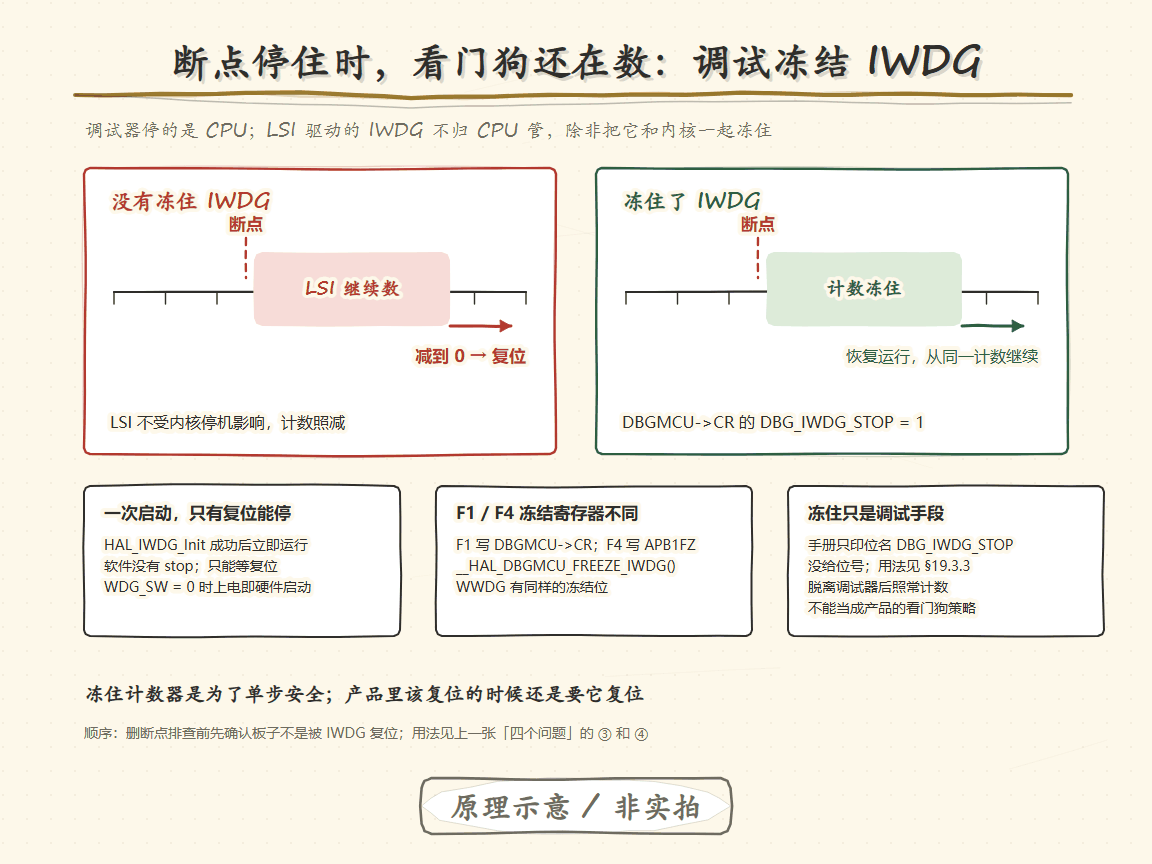 断点停住时，看门狗还在数：调试冻结 IWDG
调试器停的是 CPU；LSI 驱动的 IWDG 不归 CPU 管，除非把它和内核一起冻住
没有冻住 IWDG
断点
LSI 继续数
减到 0 → 复位
LSI 不受内核停机影响，计数照减
冻住了 IWDG
断点
计数冻住
恢复运行，从同一计数继续
DBGMCU->CR 的 DBG_IWDG_STOP = 1
一次启动，只有复位能停
HAL_IWDG_Init 成功后立即运行
软件没有 stop；只能等复位
WDG_SW = 0 时上电即硬件启动
F1 / F4 冻结寄存器不同
F1 写 DBGMCU->CR；F4 写 APB1FZ
__HAL_DBGMCU_FREEZE_IWDG()
WWDG 有同样的冻结位
冻住只是调试手段
手册只印位名 DBG_IWDG_STOP
没给位号；用法见 §19.3.3
脱离调试器后照常计数
不能当成产品的看门狗策略
冻住计数器是为了单步安全；产品里该复位的时候还是要它复位
顺序：删断点排查前先确认板子不是被 IWDG 复位；用法见上一张「四个问题」的 ③ 和 ④
原理示意 / 非实拍